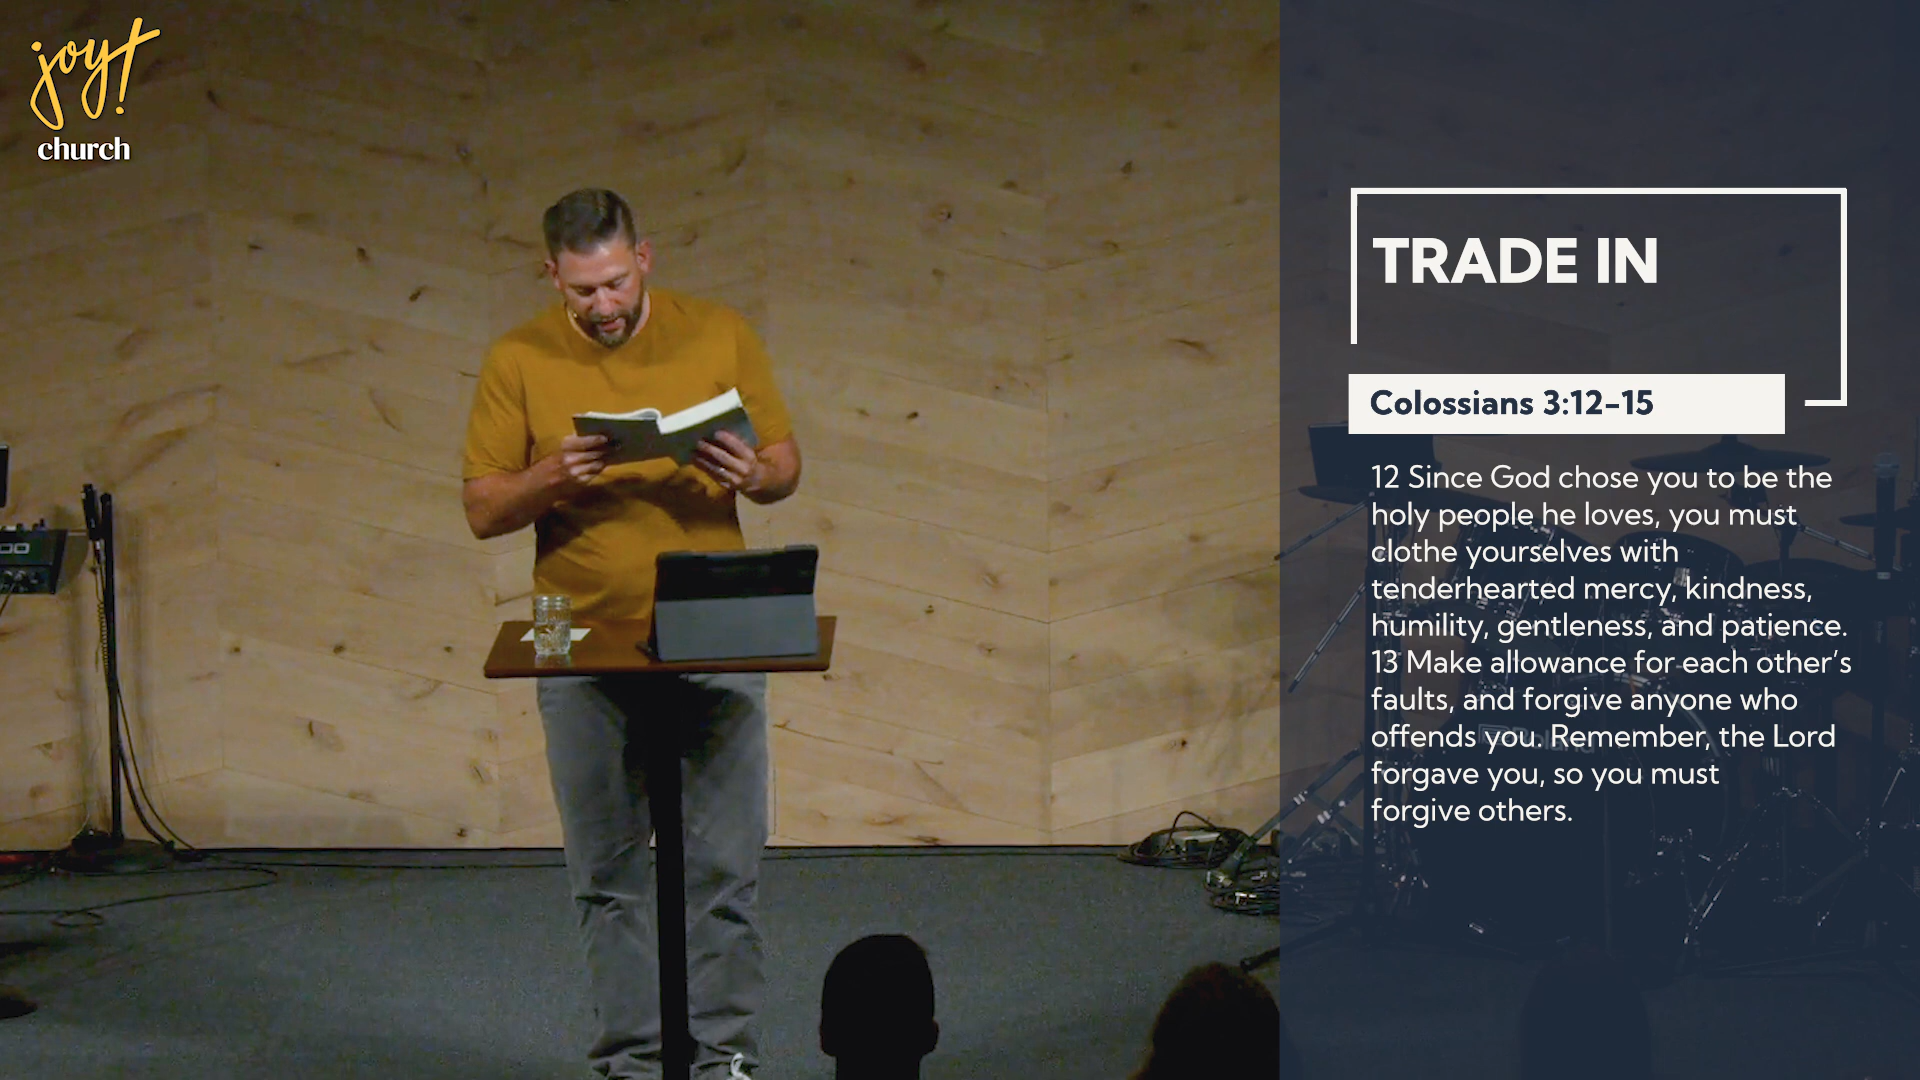 joy!
church
TRADE IN
Colossians 3:12-15
12 Since God chose you to be the
holy people he loves, you must
clothe yourselves with
tenderhearted mercy, kindness,
humility, gentleness, and patience.
13 Make allowance for each other’s
faults, and forgive anyone who
offends you. Remember, the Lord
forgave you, so you must
forgive others.